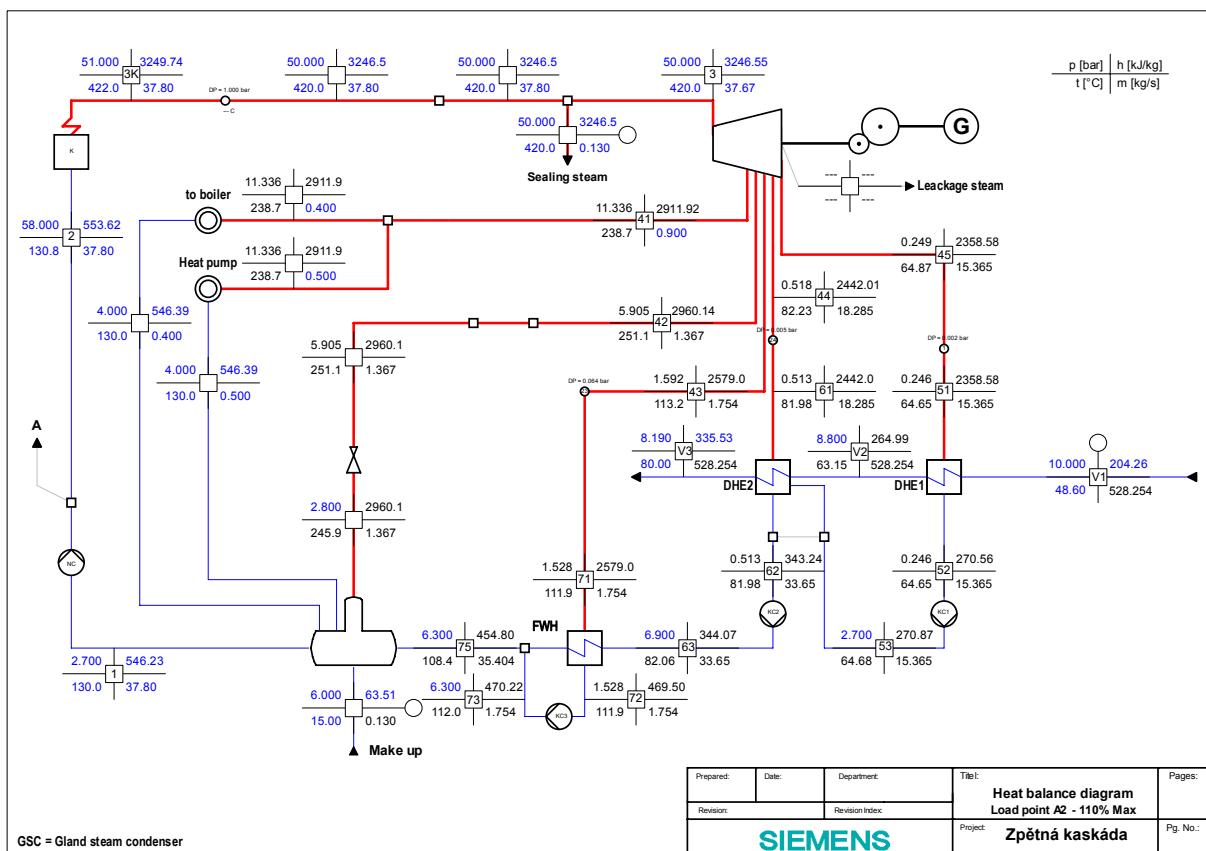 51.000 3249.74
3K
422.0 37.80
50.000 3246.5
420.0 37.80
50.000 3246.5
420.0 37.80
50.000 3246.55
3
420.0 37.67
p [bar] h [kJ/kg]
t [°C] m [kg/s]
DP = 1.000 bar
--- C
50.000 3246.5
420.0 0.130
Sealing steam
G
K
to boiler
11.336 2911.9
238.7 0.400
11.336 2911.92
41
238.7 0.900
--- ---
--- ---
Leackage steam
58.000 553.62
2
130.8 37.80
Heat pump
11.336 2911.9
238.7 0.500
0.249 2358.58
45
64.87 15.365
0.518 2442.01
44
82.23 18.285
4.000 546.39
130.0 0.400
5.905 2960.14
42
251.1 1.367
DP = 0.005 bar
DP = 0.002 bar
5.905 2960.1
251.1 1.367
4.000 546.39
130.0 0.500
DP = 0.064 bar
1.592 2579.0
43
113.2 1.754
0.513 2442.0
61
81.98 18.285
0.246 2358.58
51
64.65 15.365
A
8.190 335.53
V3
80.00 528.254
8.800 264.99
V2
63.15 528.254
10.000 204.26
V1
48.60 528.254
DHE2
DHE1
2.800 2960.1
245.9 1.367
NC
1.528 2579.0
71
111.9 1.754
0.513 343.24
62
81.98 33.65
0.246 270.56
52
64.65 15.365
KC2
KC1
FWH
6.300 454.80
75
108.4 35.404
6.900 344.07
63
82.06 33.65
2.700 270.87
53
64.68 15.365
2.700 546.23
1
130.0 37.80
6.000 63.51
15.00 0.130
6.300 470.22
73
112.0 1.754
KC3
1.528 469.50
72
111.9 1.754
Make up
Prepared: Date: Department: Titel: Pages:
Heat balance diagram
Load point A2 - 110% Max
Revision: Revision Index:
Project: Zpětná kaskáda Pg. No.:
SIEMENS
GSC = Gland steam condenser